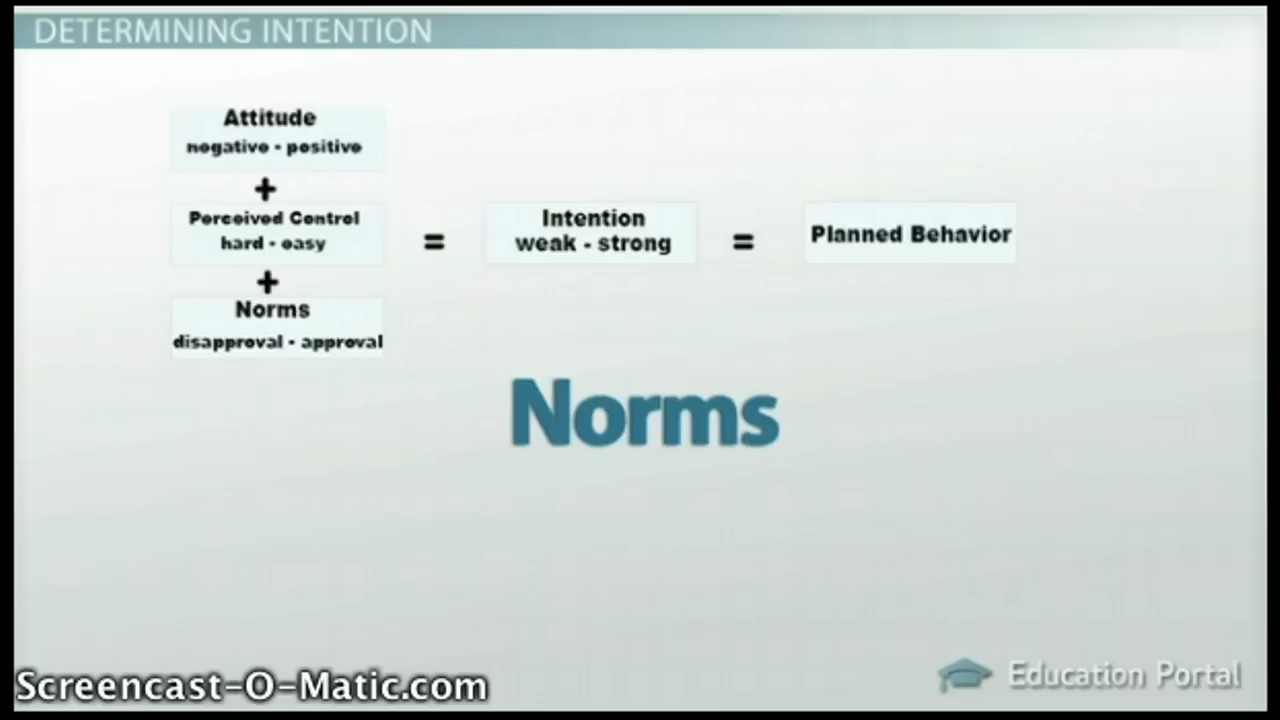 DETERMINING INTENTION
Attitude
negative - positive
+
Perceived Control
hard - easy
+
Norms
disapproval - approval
=
Intention
weak - strong
=
Planned Behavior
Norms
Screencast-O-Matic.com
Education Portal